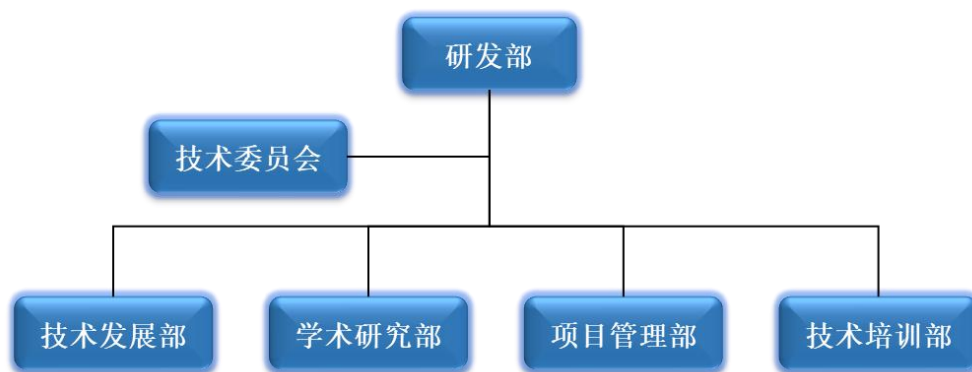 研发部
技术委员会
技术发展部
学术研究部
项目管理部
技术培训部